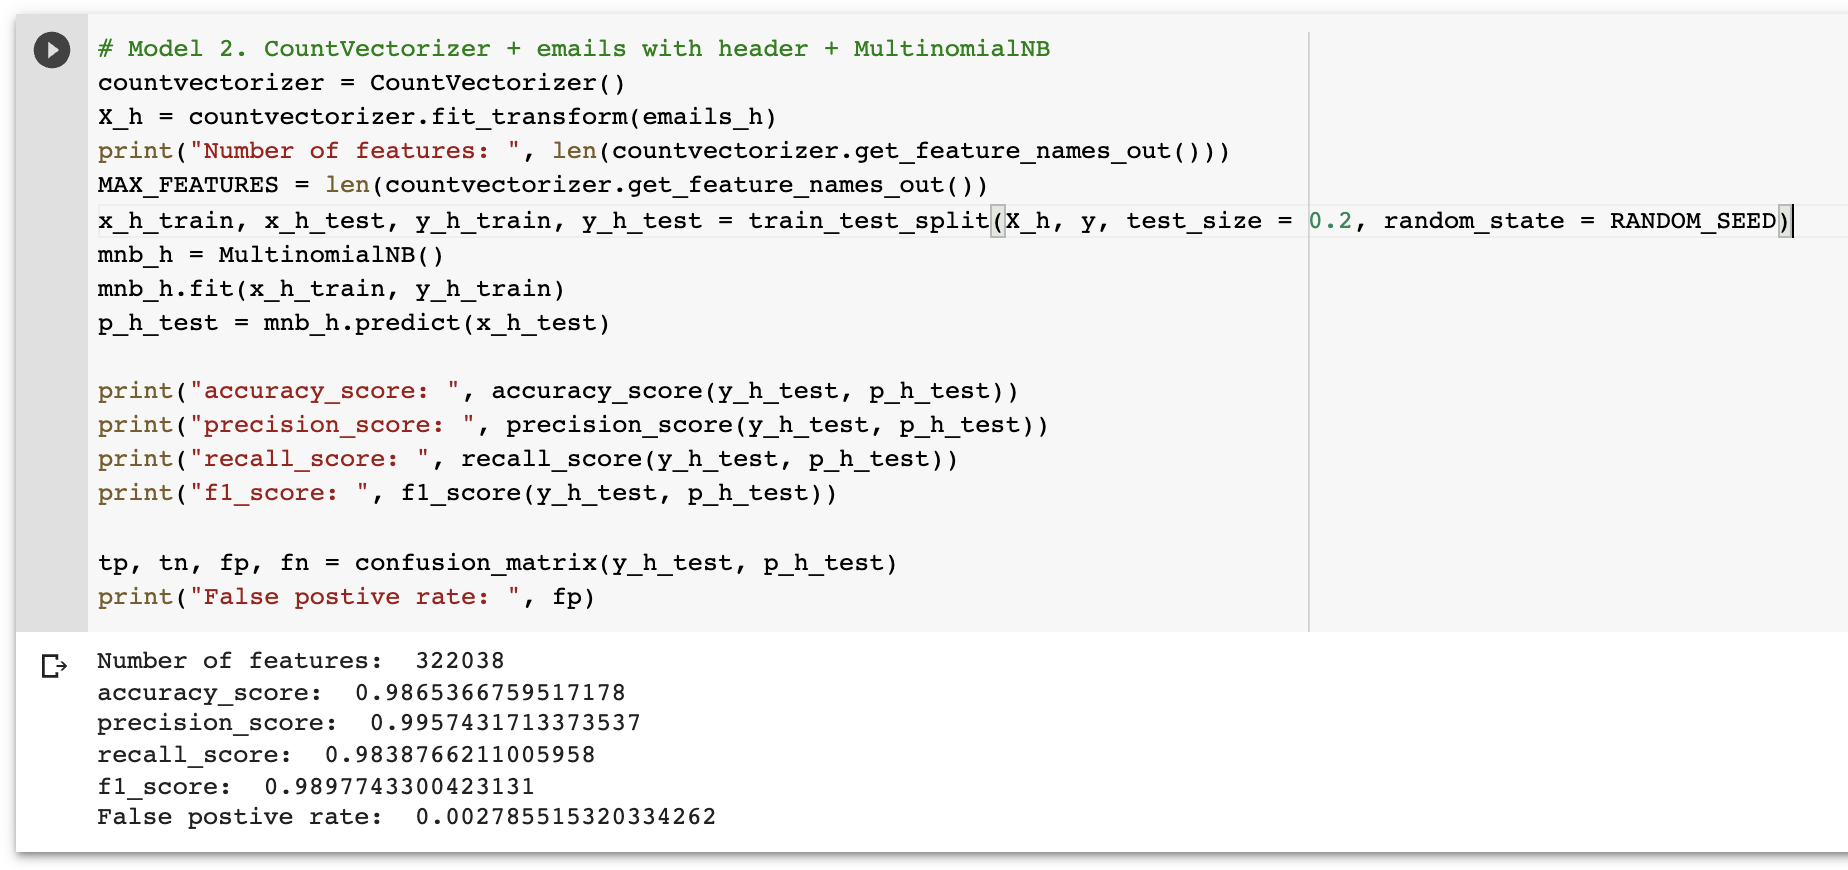 # Model 2. CountVectorizer + emails with header + MultinomialNB
countvectorizer = CountVectorizer()
X_h = countvectorizer.fit_transform(emails_h)
print("Number of features: ", len(countvectorizer.get_feature_names_out()))
MAX_FEATURES = len(countvectorizer.get_feature_names_out())
x_h_train, x_h_test, y_h_train, y_h_test = train_test_split(X_h, y, test_size = 0.2, random_state = RANDOM_SEED)
mnb_h = MultinomialNB()
mnb_h.fit(x_h_train, y_h_train)
p_h_test = mnb_h.predict(x_h_test)
print("accuracy_score: ", accuracy_score(y_h_test, p_h_test))
print("precision_score: ", precision_score(y_h_test, p_h_test))
print("recall_score: ", recall_score(y_h_test, p_h_test))
print("f1_score: ", f1_score(y_h_test, p_h_test))
tp, tn, fp, fn = confusion_matrix(y_h_test, p_h_test)
print("False postive rate: ", fp)
Number of features:  322038
accuracy_score:  0.9865366759517178
precision_score:  0.9957431713373537
recall_score:  0.9838766211005958
f1_score:  0.9897743300423131
False postive rate:  0.002785515320334262